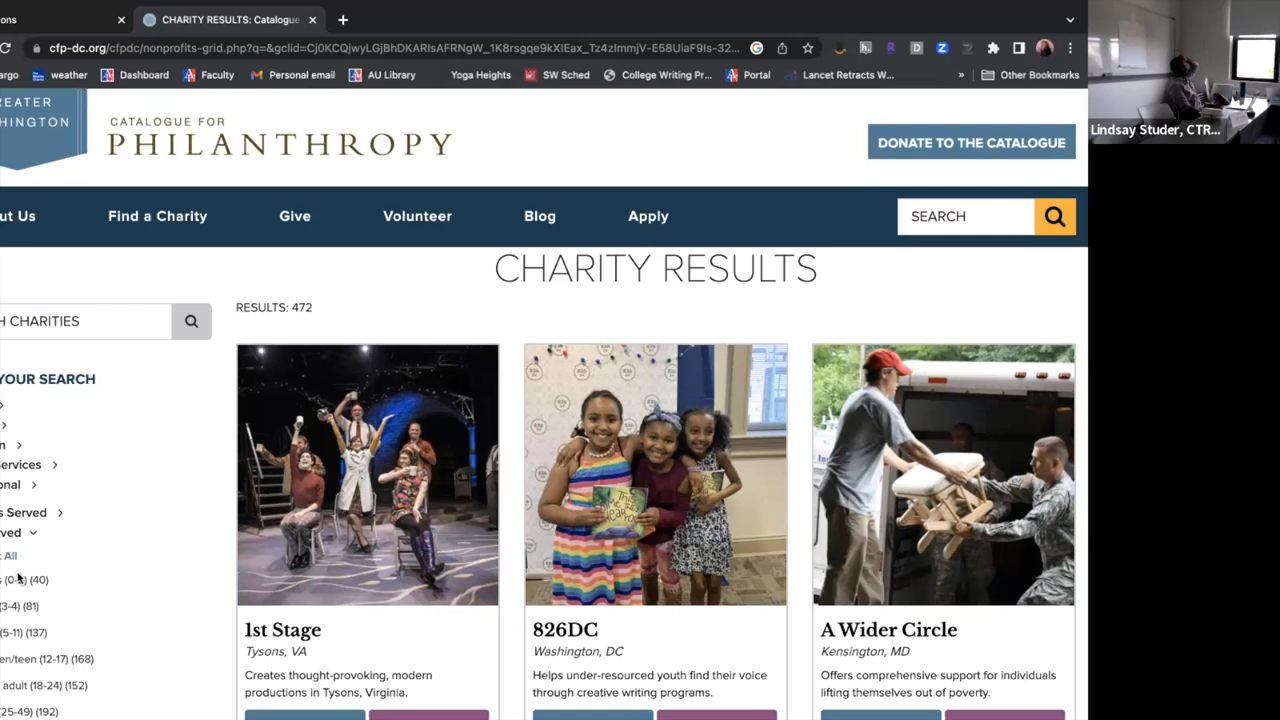 ons
CHARITY RESULTS: Catalogue
cfp-dc.org/cfpdc/nonprofits-grid.php?q=&gclid=Cj0KCQjwyLGjBhDKARIsAFRNgW_1K8rsgqe9kXIEax_Tz4zImmjV-E58UiaF9Is-32...
argo
weather
Dashboard
Faculty
Personal email
AU Library
Yoga Heights
SW Sched
College Writing Pr...
Portal
Lancet Retracts W...
»
Other Bookmarks
Lindsay Studer, CTR...
REATER
HINGTON
CATALOGUE FOR
PHILANTHROPY
DONATE TO THE CATALOGUE
ut Us
Find a Charity
Give
Volunteer
Blog
Apply
SEARCH
CHARITY RESULTS
RESULTS: 472
H CHARITIES
YOUR SEARCH
n
ervices
onal
s Served
ved
t All
(40)
(3-4) (81)
(5-11) (137)
en/teen (12-17) (168)
adult (18-24) (152)
(25-49) (192)
1st Stage
Tysons, VA
Creates thought-provoking, modern
productions in Tysons, Virginia.
826DC
Washington, DC
Helps under-resourced youth find their voice
through creative writing programs.
A Wider Circle
Kensington, MD
Offers comprehensive support for individuals
lifting themselves out of poverty.